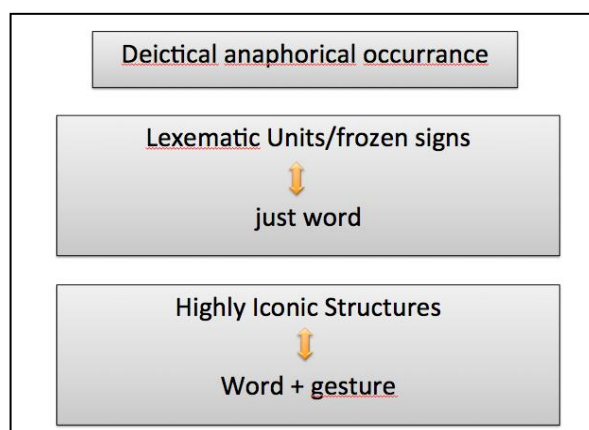 Deictical anaphorical occurrance
Lexematic Units/frozen signs
just word
Highly Iconic Structures
Word + gesture